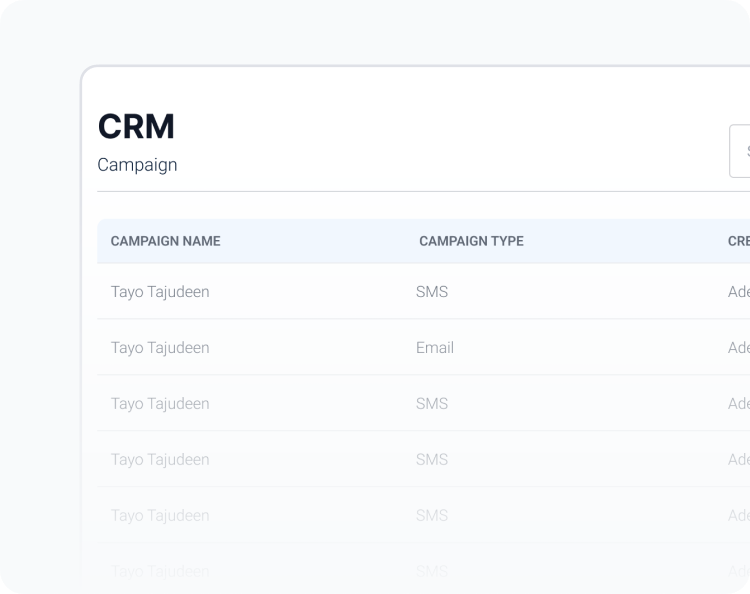 CRM
Campaign
S
CAMPAIGN NAME CAMPAIGN TYPE CRE
Tayo Tajudeen SMS Ade
Tayo Tajudeen Email Ade
Tayo Tajudeen SMS Ade
Tayo Tajudeen SMS Ade
Tayo Tajudeen SMS Ade
Tayo Tajudeen SMS Ade